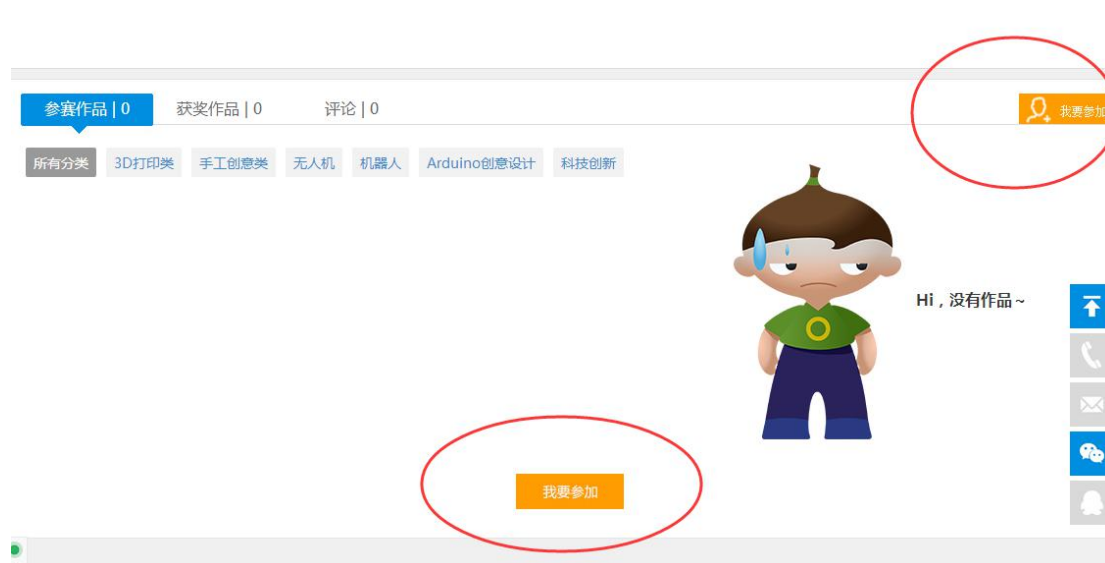 参赛作品 | 0 获奖作品 | 0 评论 | 0 我要参加
所有分类 3D打印类 手工创意类 无人机 机器人 Arduino创意设计 科技创新
Hi，没有作品~
我要参加